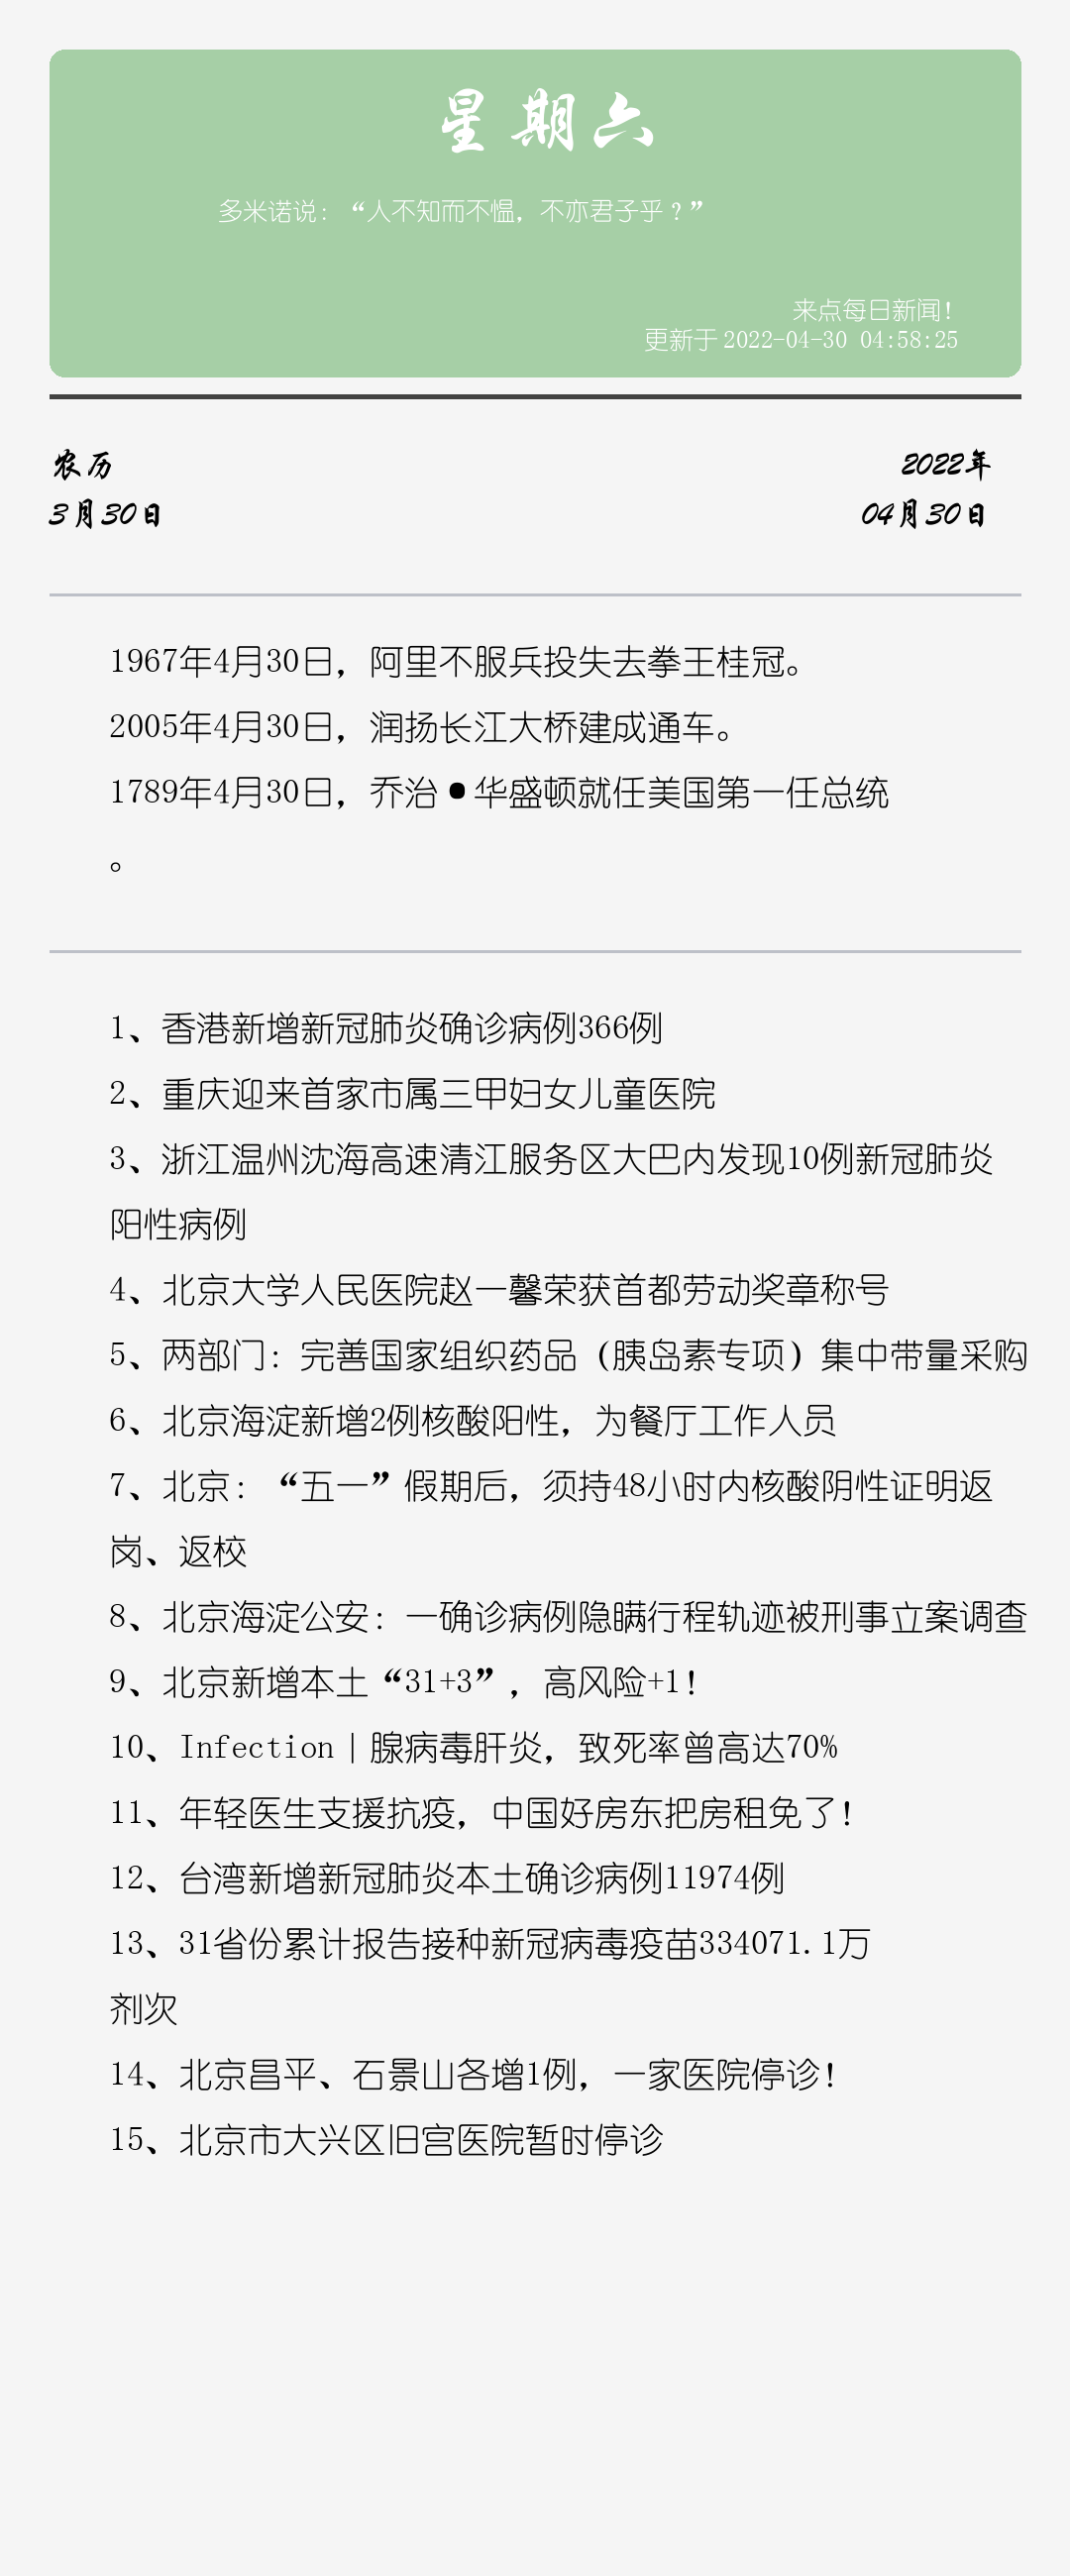 星期六
多米诺说：“人不知而不愠，不亦君子乎？”
来点每日新闻！
更新于 2022-04-30 04:58:25
农历
2022年
3月30日
04月30日
1967年4月30日，阿里不服兵投失去拳王桂冠。
2005年4月30日，润扬长江大桥建成通车。
1789年4月30日，乔治•华盛顿就任美国第一任总统
。
1、香港新增新冠肺炎确诊病例366例
2、重庆迎来首家市属三甲妇女儿童医院
3、浙江温州沈海高速清江服务区大巴内发现10例新冠肺炎
阳性病例
4、北京大学人民医院赵一馨荣获首都劳动奖章称号
5、两部门：完善国家组织药品（胰岛素专项）集中带量采购
6、北京海淀新增2例核酸阳性，为餐厅工作人员
7、北京：“五一”假期后，须持48小时内核酸阴性证明返
岗、返校
8、北京海淀公安：一确诊病例隐瞒行程轨迹被刑事立案调查
9、北京新增本土“31+3”，高风险+1！
10、Infection｜腺病毒肝炎，致死率曾高达70%
11、年轻医生支援抗疫，中国好房东把房租免了！
12、台湾新增新冠肺炎本土确诊病例11974例
13、31省份累计报告接种新冠病毒疫苗334071.1万
剂次
14、北京昌平、石景山各增1例，一家医院停诊！
15、北京市大兴区旧宫医院暂时停诊